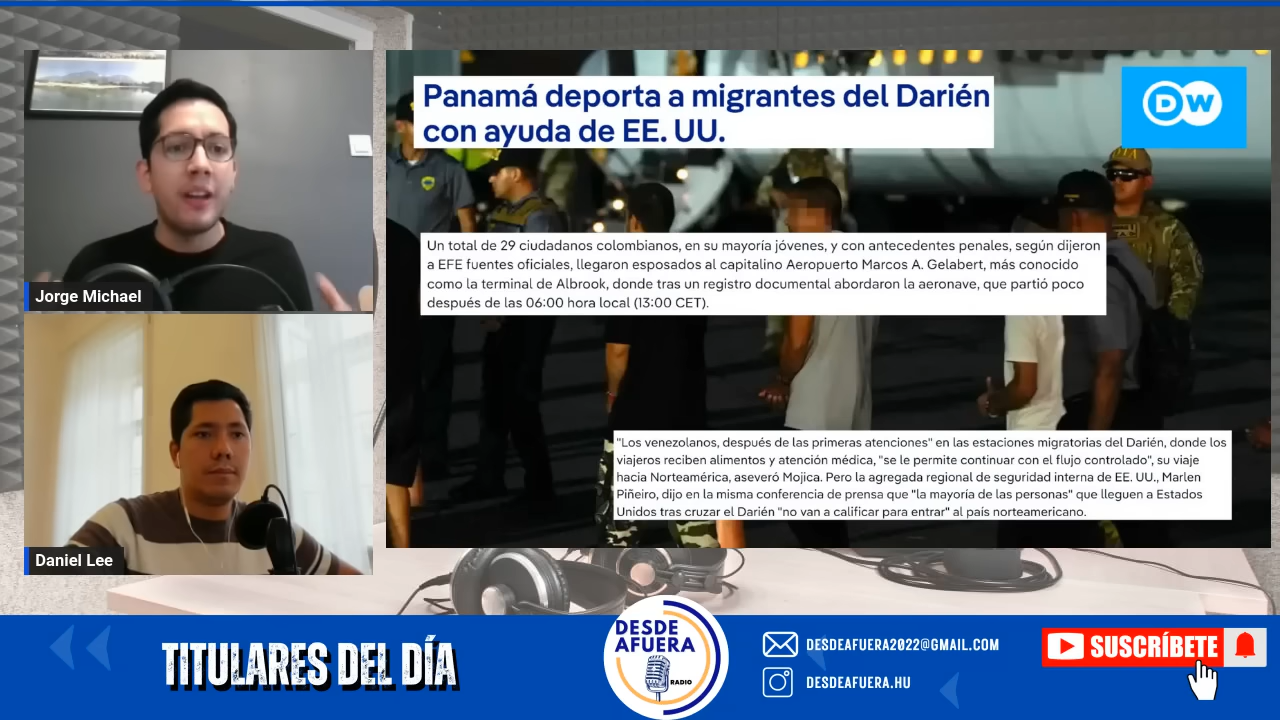 Panamá deporta a migrantes del Darién
con ayuda de EE. UU.
DW
Un total de 29 ciudadanos colombianos, en su mayoría jóvenes, y con antecedentes penales, según dijeron
a EFE fuentes oficiales, llegaron esposados al capitalino Aeropuerto Marcos A. Gelabert, más conocido
como la terminal de Albrook, donde tras un registro documental abordaron la aeronave, que partió poco
después de las 06:00 hora local (13:00 CET).
Jorge Michael
"Los venezolanos, después de las primeras atenciones" en las estaciones migratorias del Darién, donde los
viajeros reciben alimentos y atención médica, "se le permite continuar con el flujo controlado", su viaje
hacia Norteamérica, aseveró Mojica. Pero la agregada regional de seguridad interna de EE. UU., Marlen
Piñeiro, dijo en la misma conferencia de prensa que "la mayoría de las personas" que lleguen a Estados
Unidos tras cruzar el Darién "no van a calificar para entrar" al país norteamericano.
Daniel Lee
TITULARES DEL DÍA
DESDE
AFUERA
RADIO
DESDEAFUERA2022@GMAIL.COM
DESDEAFUERA.HU
SUSCRÍBETE